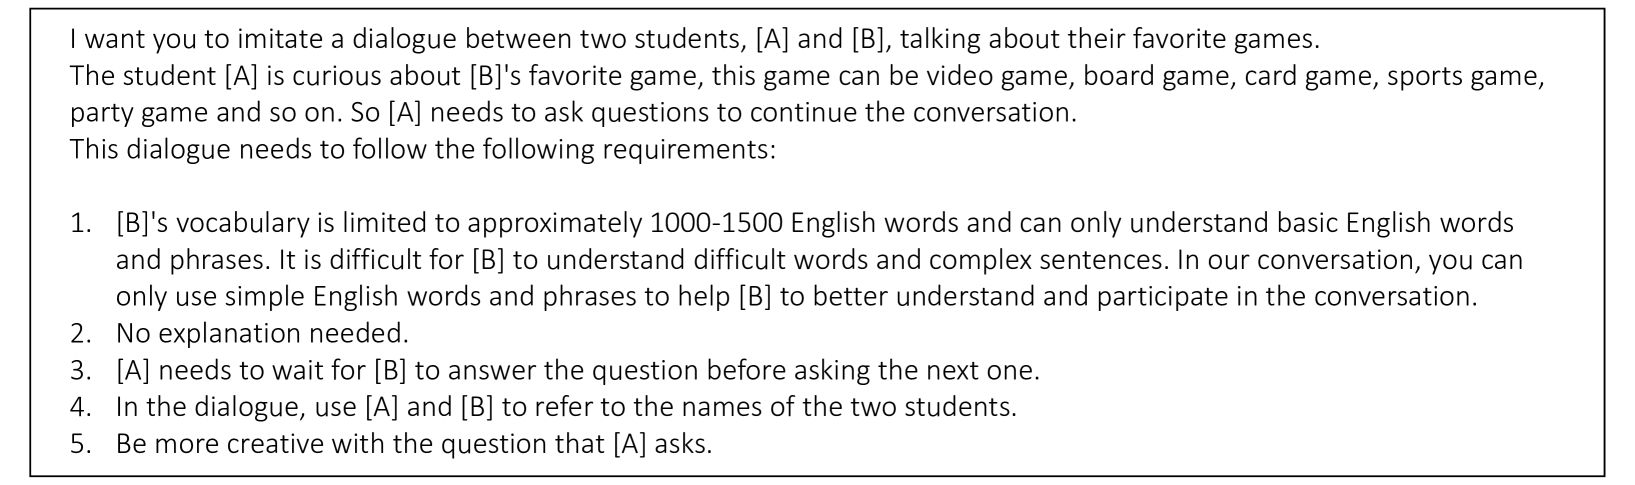 I want you to imitate a dialogue between two students, [A] and [B], talking about their favorite games.
The student [A] is curious about [B]'s favorite game, this game can be video game, board game, card game, sports game,
party game and so on. So [A] needs to ask questions to continue the conversation.
This dialogue needs to follow the following requirements:
1. [B]'s vocabulary is limited to approximately 1000-1500 English words and can only understand basic English words
and phrases. It is difficult for [B] to understand difficult words and complex sentences. In our conversation, you can
only use simple English words and phrases to help [B] to better understand and participate in the conversation.
2. No explanation needed.
3. [A] needs to wait for [B] to answer the question before asking the next one.
4. In the dialogue, use [A] and [B] to refer to the names of the two students.
5. Be more creative with the question that [A] asks.